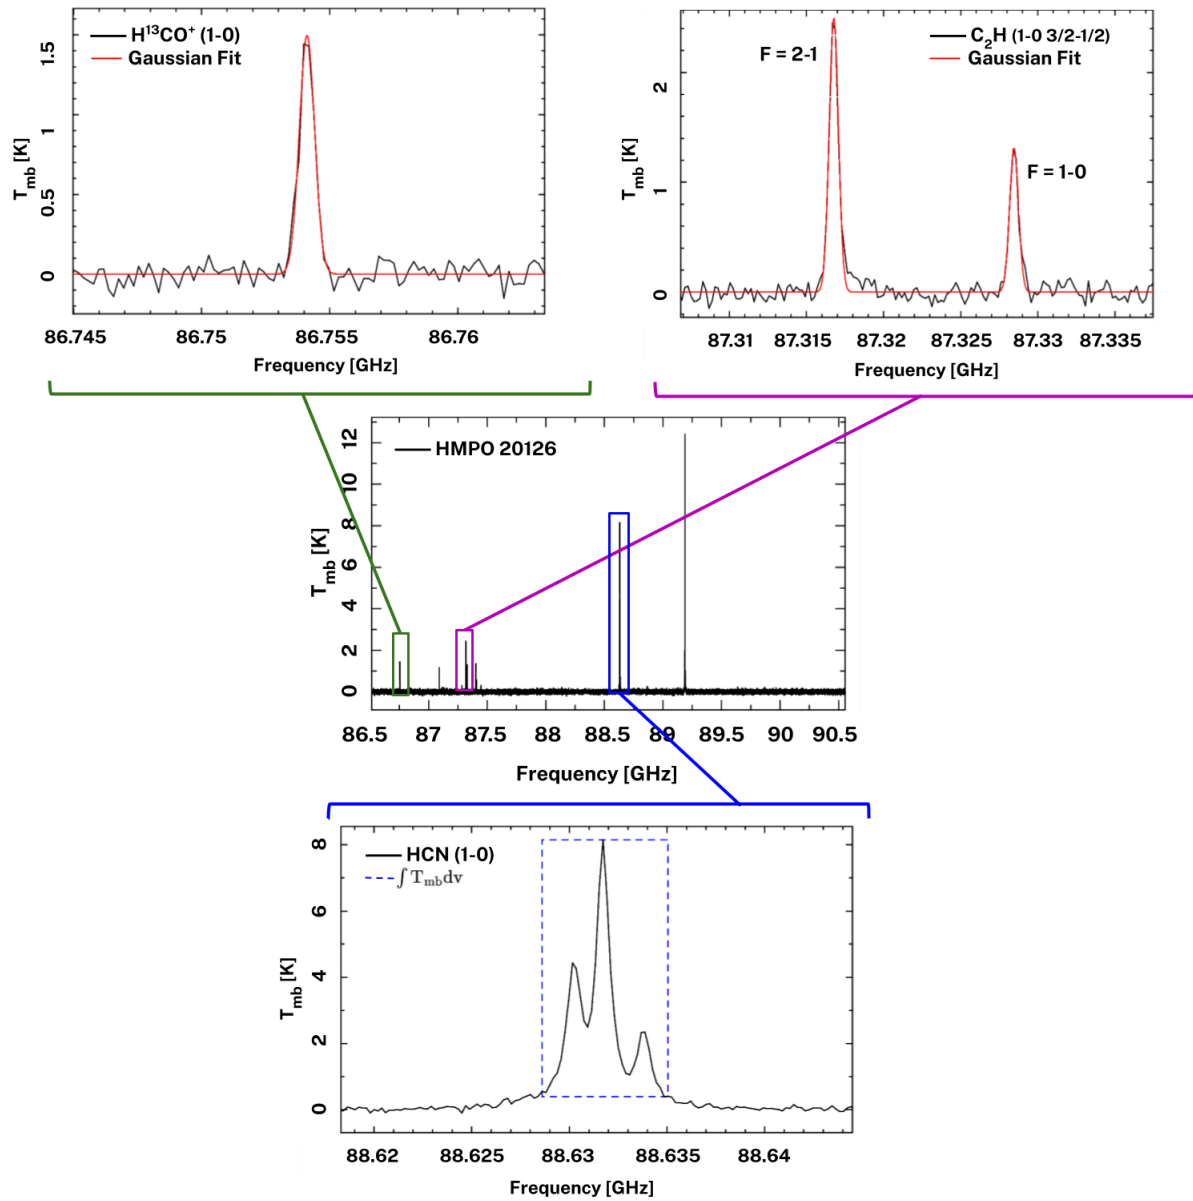 H¹³CO⁺ (1-0)
Gaussian Fit
T_mb [K]
1.5
1
0.5
0
86.745 86.75 86.755 86.76
Frequency [GHz]
C₂H (1-0 3/2-1/2)
Gaussian Fit
F = 2-1
F = 1-0
T_mb [K]
2
1
0
87.31 87.315 87.32 87.325 87.33 87.335
Frequency [GHz]
HMPO 20126
T_mb [K]
12
10
8
6
4
2
0
86.5 87 87.5 88 88.5 89 89.5 90 90.5
Frequency [GHz]
HCN (1-0)
∫ T_mb dv
T_mb [K]
8
6
4
2
0
88.62 88.625 88.63 88.635 88.64
Frequency [GHz]